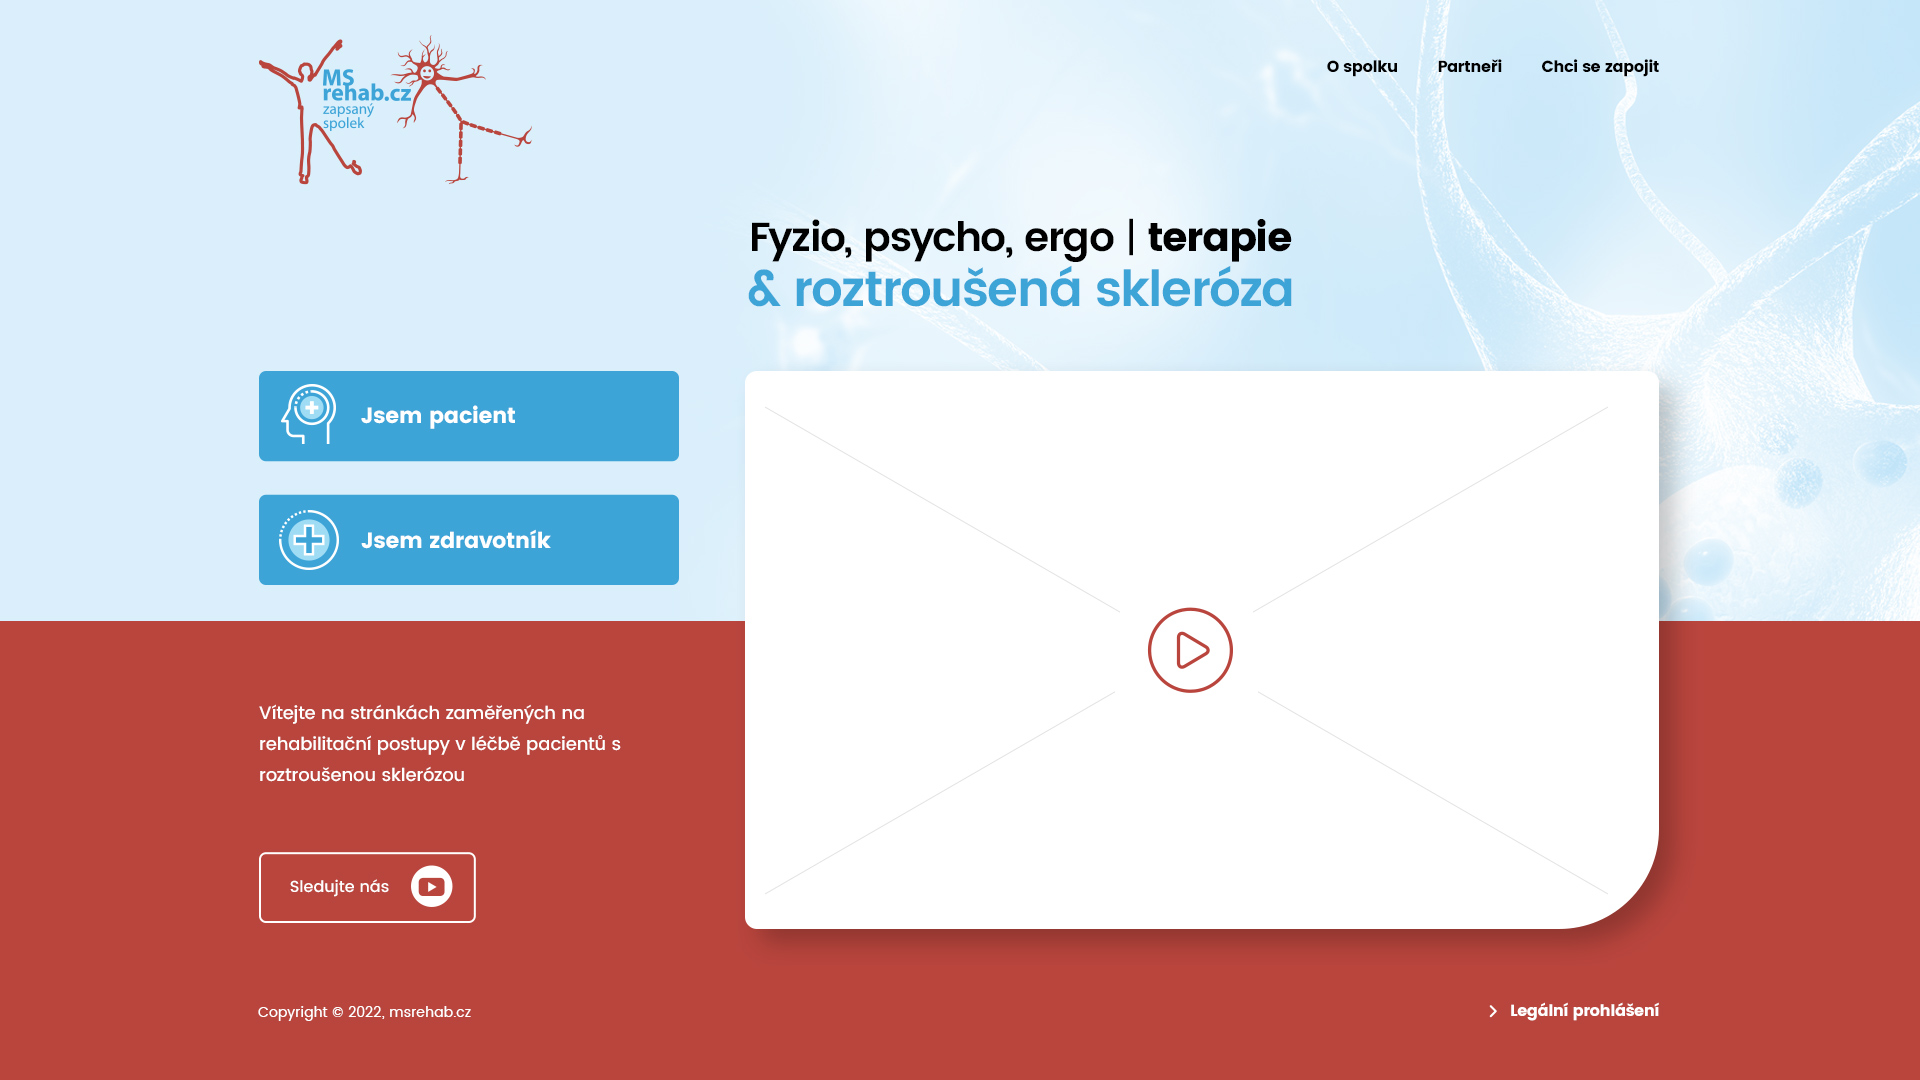 MS
rehab.cz
zapsaný
spolek
O spolku
Partneři
Chci se zapojit
Fyzio, psycho, ergo | terapie
& roztroušená skleróza
Jsem pacient
Jsem zdravotník
Vítejte na stránkách zaměřených na
rehabilitační postupy v léčbě pacientů s
roztroušenou sklerózou
Sledujte nás
Copyright © 2022, msrehab.cz
Legální prohlášení